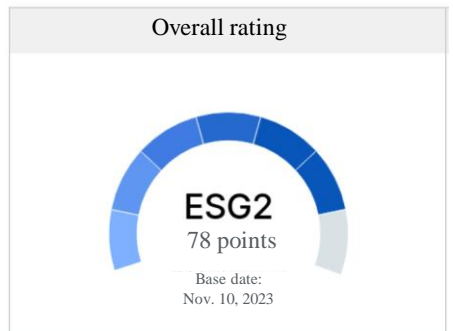 Overall rating
ESG2
78 points
Base date:
Nov. 10, 2023